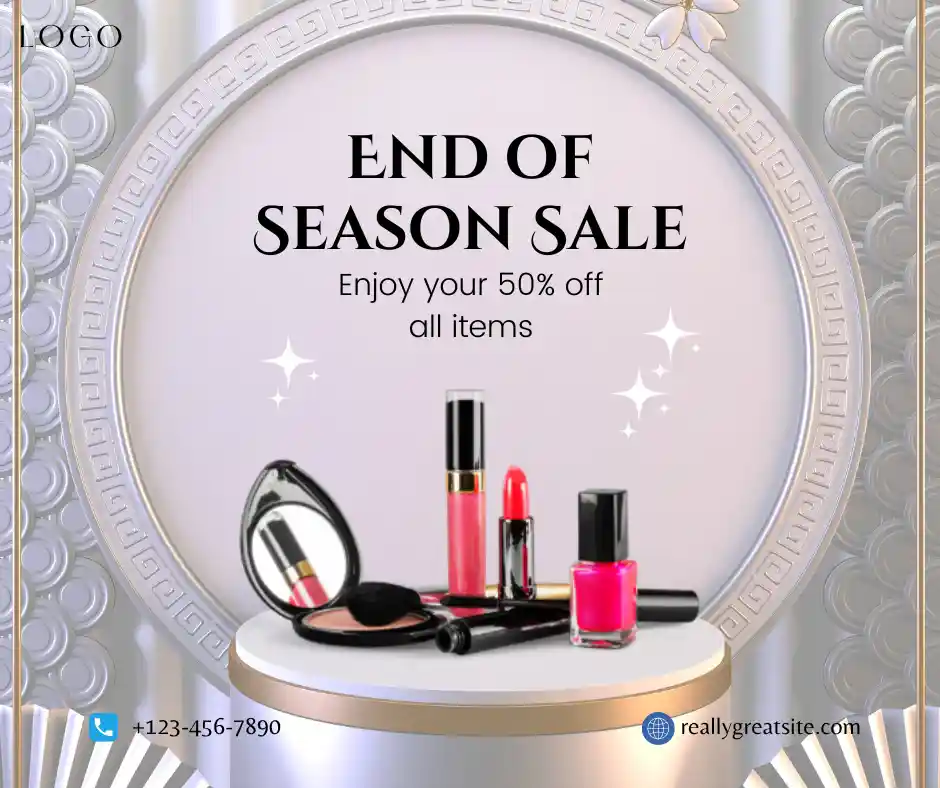 LOGO
End of
Season Sale
Enjoy your 50% off
all items
+123-456-7890
reallygreatsite.com